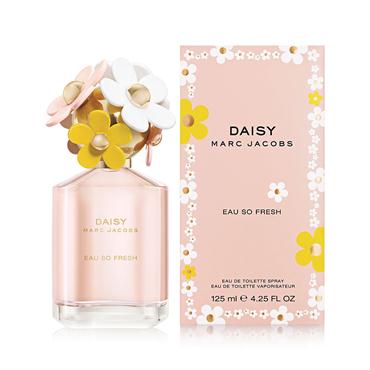 DAISY
MARC JACOBS
EAU SO FRESH
DAISY
MARC JACOBS
EAU SO FRESH
EAU DE TOILETTE SPRAY
EAU DE TOILETTE VAPORISATEUR
125 ml ℮ 4.25 FL OZ